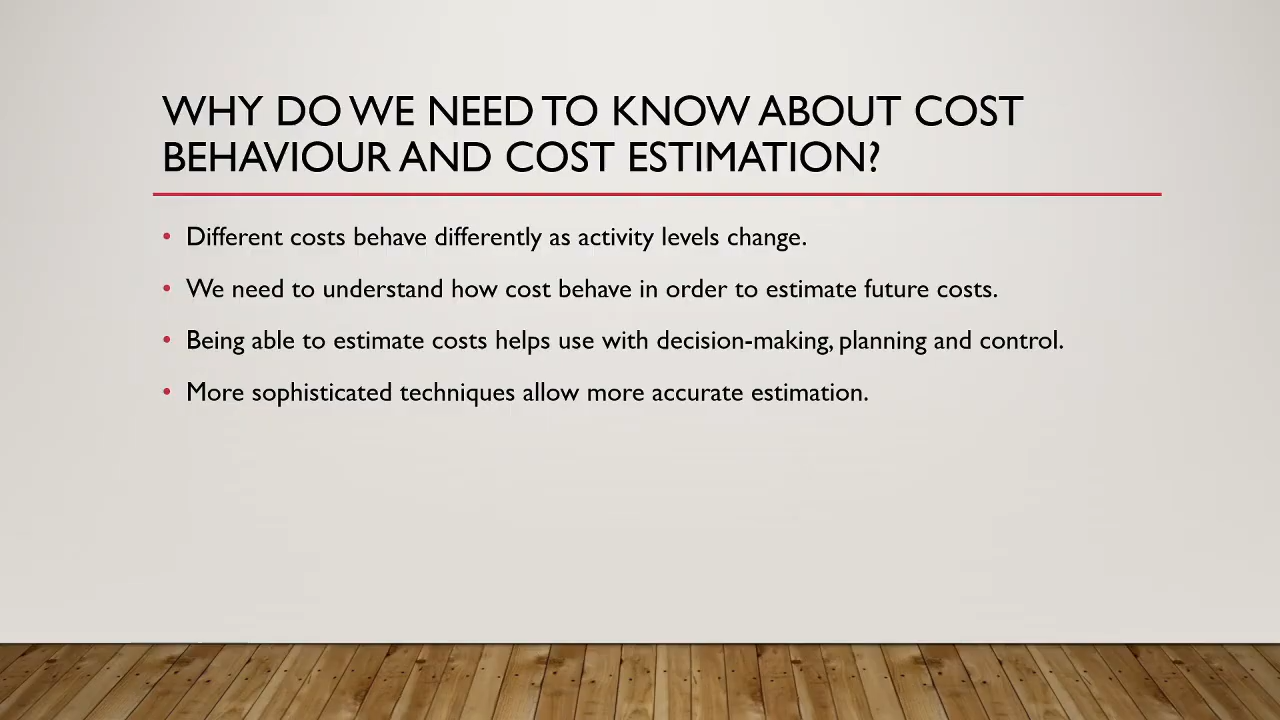 WHY DO WE NEED TO KNOW ABOUT COST
BEHAVIOUR AND COST ESTIMATION?
• Different costs behave differently as activity levels change.
• We need to understand how cost behave in order to estimate future costs.
• Being able to estimate costs helps use with decision-making, planning and control.
• More sophisticated techniques allow more accurate estimation.